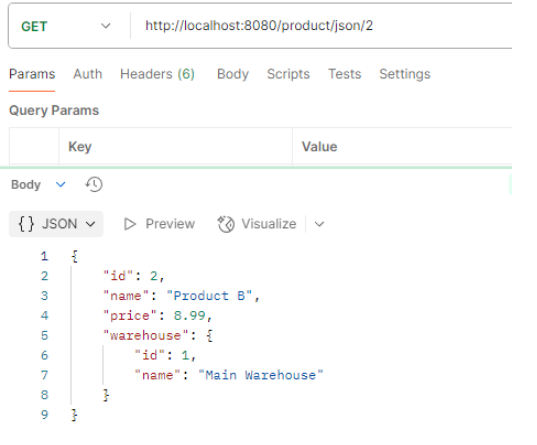 GET http://localhost:8080/product/json/2
Params Auth Headers (6) Body Scripts Tests Settings
Query Params
Key Value
Body
{} JSON Preview Visualize
1 {
2 "id": 2,
3 "name": "Product B",
4 "price": 8.99,
5 "warehouse": {
6 "id": 1,
7 "name": "Main Warehouse"
8 }
9 }